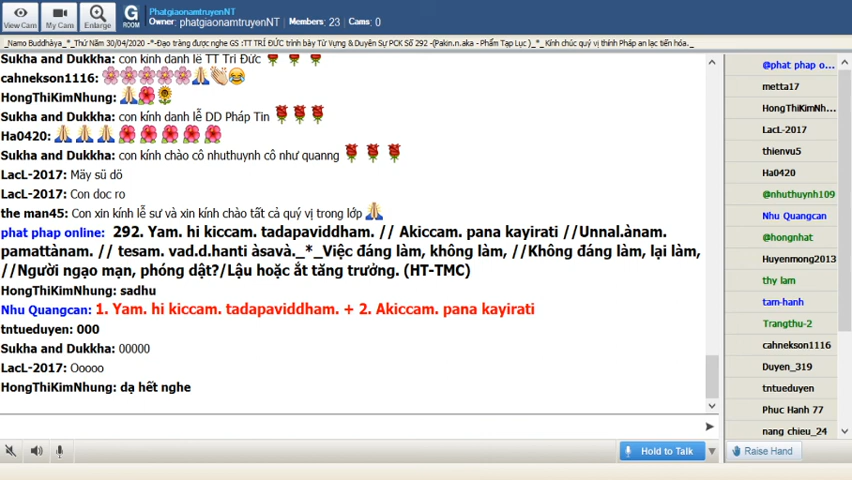 View Cam
My Cam
Enlarge
G
ROOM
PhatgiaonamtruyenNT
Owner: phatgiaonamtruyenNT | Members: 23 | Cams: 0
_Namo Buddhàya_*_Thứ Năm 30/04/2020 -*-Đạo tràng được nghe GS :TT TRÍ ĐỨC trình bày Từ Vựng & Duyên Sự PCK Số 292 -(Pakin.n.aka - Phẩm Tạp Lục )_*_ Kính chúc quý vị thính Pháp an lạc tiến hóa._
Sukha and Dukkha: con kính danh lễ TT Tri Đức
cahnekson1116:
HongThiKimNhung:
Sukha and Dukkha: con kính danh lễ DD Pháp Tin
Ha0420:
Sukha and Dukkha: con kính chào cô nhuthuynh cô như quanng
LacL-2017: Mäy sü dö
LacL-2017: Con doc ro
the man45: Con xin kính lễ sư và xin kính chào tất cả quý vị trong lớp
phat phap online: 292. Yam. hi kiccam. tadapaviddham. // Akiccam. pana kayirati //Unnal.ànam.
pamattànam. // tesam. vad.d.hanti àsavà._*_Việc đáng làm, không làm, //Không đáng làm, lại làm,
//Người ngạo mạn, phóng dật?/Lậu hoặc ắt tăng trưởng. (HT-TMC)
HongThiKimNhung: sadhu
Nhu Quangcan: 1. Yam. hi kiccam. tadapaviddham. + 2. Akiccam. pana kayirati
tntueduyen: 000
Sukha and Dukkha: 00000
LacL-2017: Ooooo
HongThiKimNhung: dạ hết nghe
@phat phap o...
metta17
HongThiKimNh...
LacL-2017
thienvu5
Ha0420
@nhuthuynh109
Nhu Quangcan
@hongnhat
Huyenmong2013
thy lam
tam-hanh
Trangthu-2
cahnekson1116
Duyen_319
tntueduyen
Phuc Hanh 77
nang chieu_24
Hold to Talk
Raise Hand